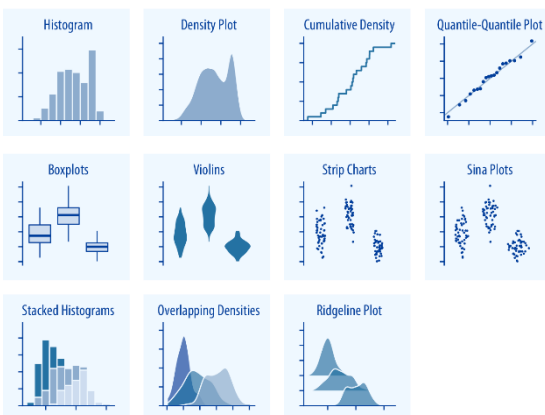 Histogram
Density Plot
Cumulative Density
Quantile-Quantile Plot
Boxplots
Violins
Strip Charts
Sina Plots
Stacked Histograms
Overlapping Densities
Ridgeline Plot